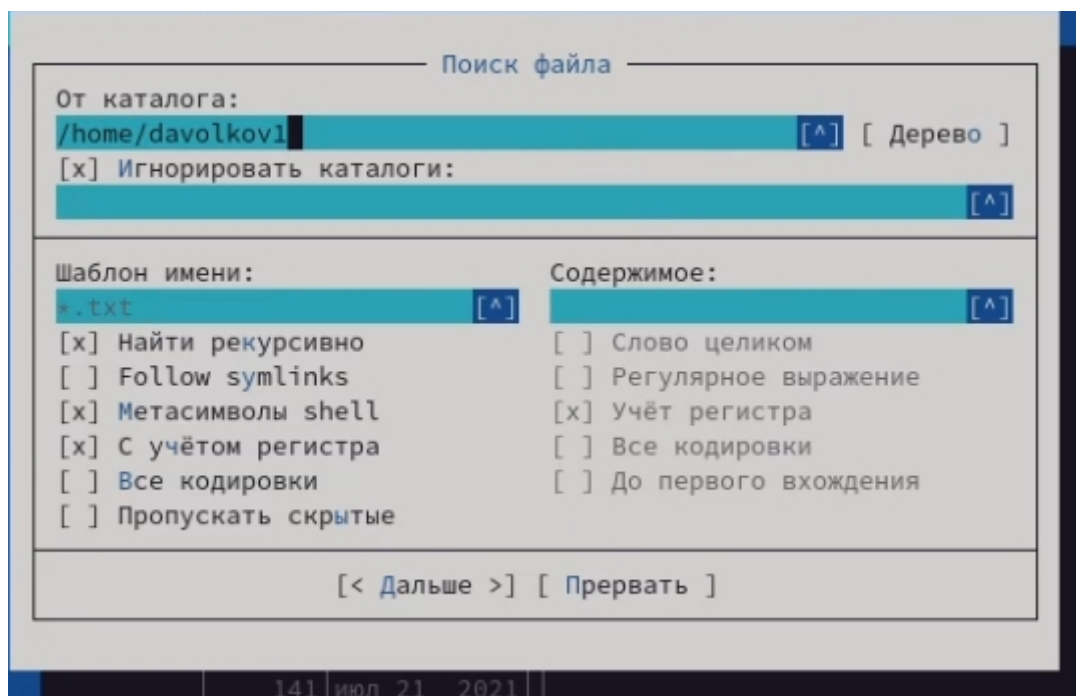 Поиск файла
От каталога:
/home/davolkov1 [^] [ Дерево ]
[x] Игнорировать каталоги:
[^]
Шаблон имени:
*.txt [^]
[x] Найти рекурсивно
[ ] Follow symlinks
[x] Метасимволы shell
[x] С учётом регистра
[ ] Все кодировки
[ ] Пропускать скрытые
Содержимое:
[^]
[ ] Слово целиком
[ ] Регулярное выражение
[x] Учёт регистра
[ ] Все кодировки
[ ] До первого вхождения
[< Дальше >] [ Прервать ]
141 июл 21 2021